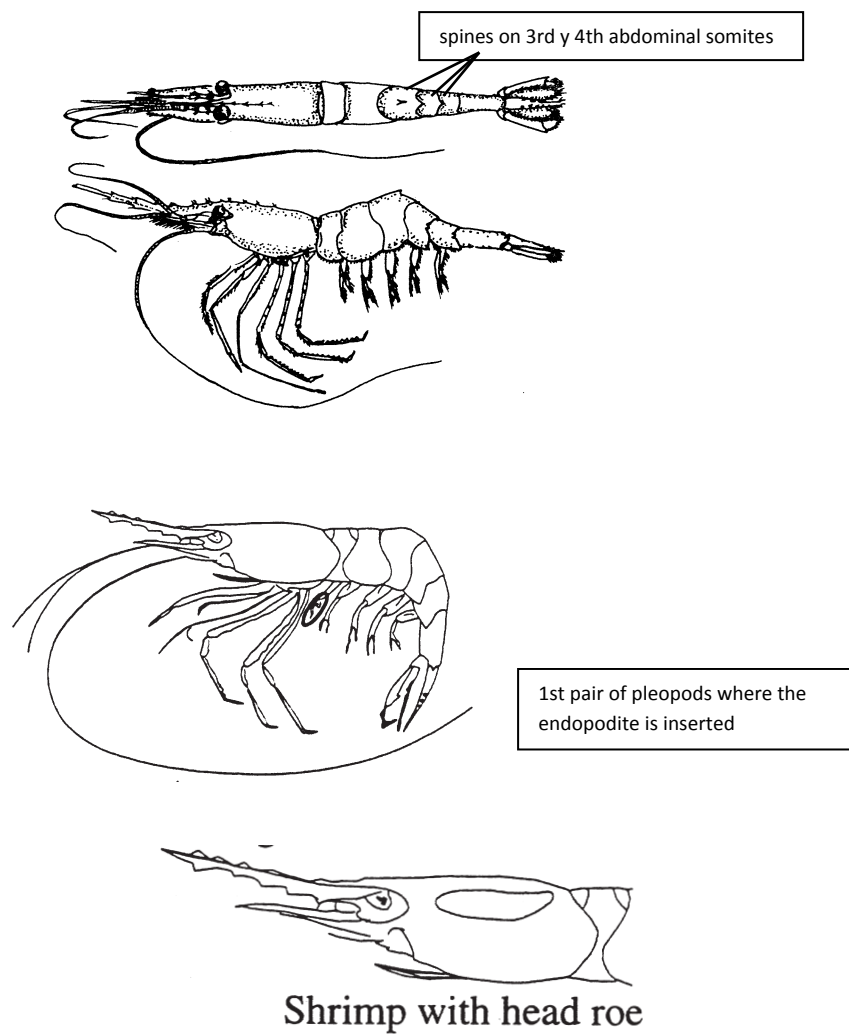 spines on 3rd y 4th abdominal somites
1st pair of pleopods where the
endopodite is inserted
Shrimp with head roe